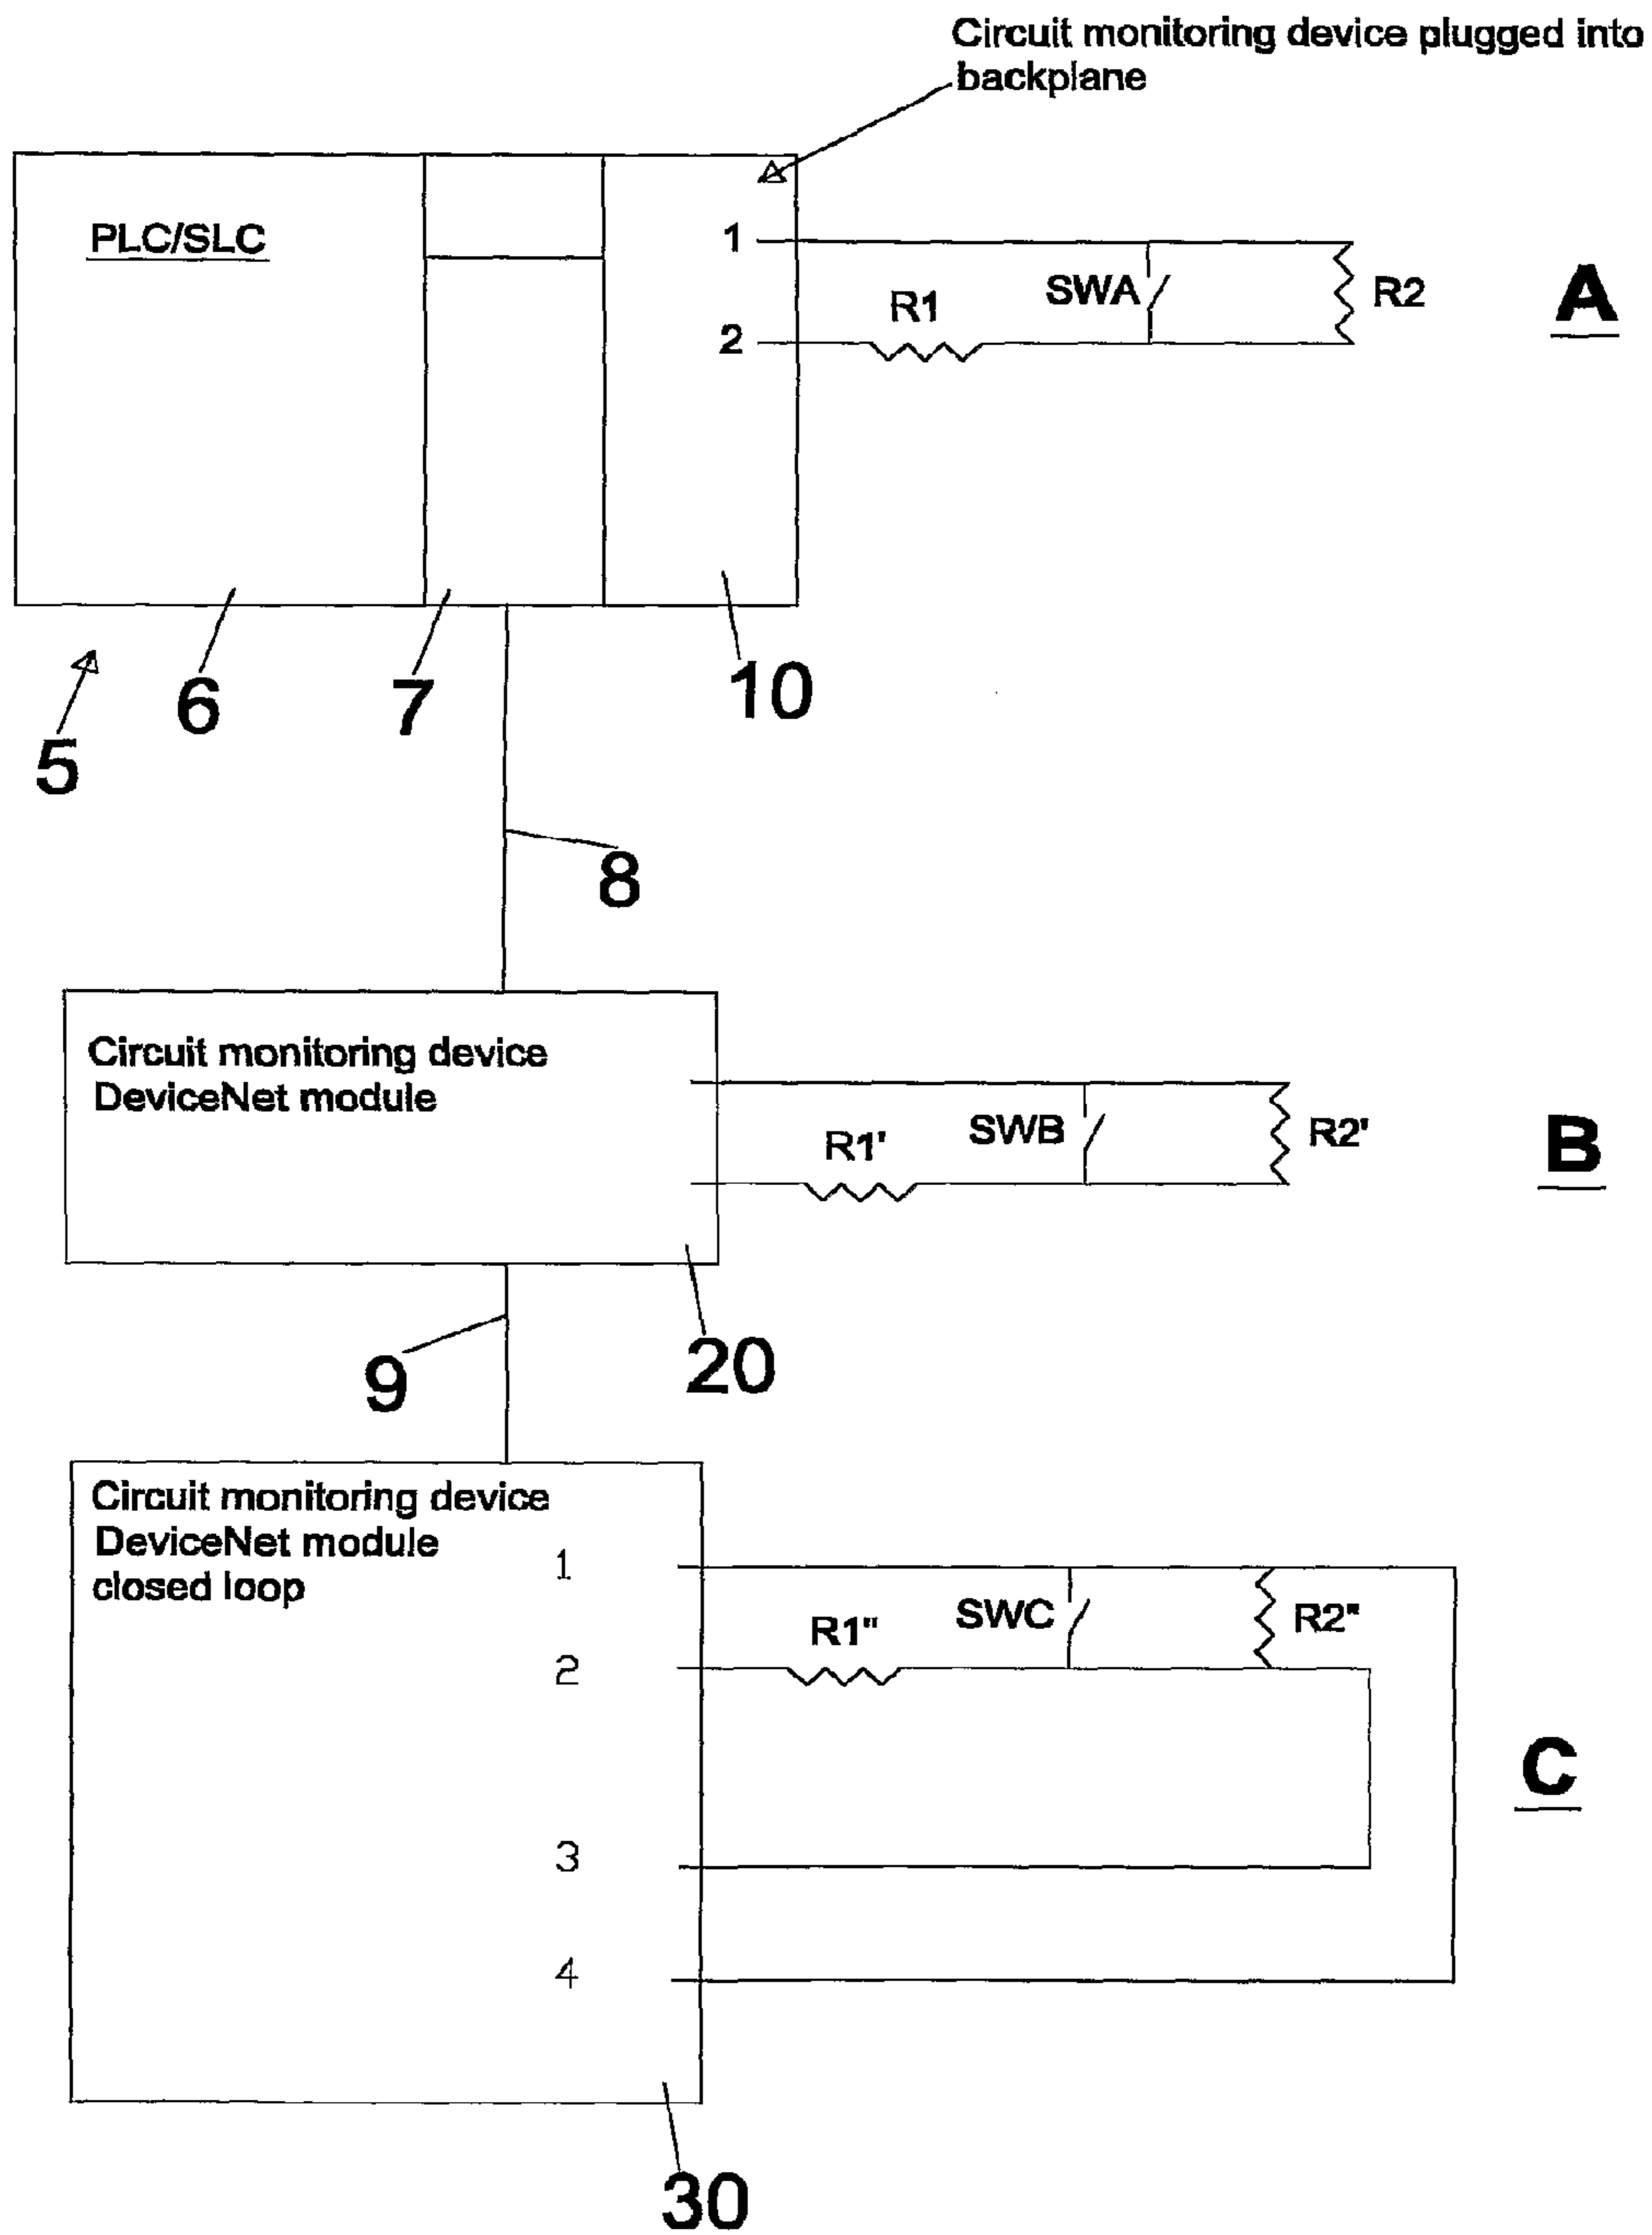 Circuit monitoring device plugged into
backplane
PLC/SLC
1
SWA
R2
A
R1
2
6
7
10
5
8
Circuit monitoring device
DeviceNet module
SWB
R2'
B
R1'
20
9
Circuit monitoring device
DeviceNet module
closed loop
1
SWC
R2"
R1"
2
C
3
4
30